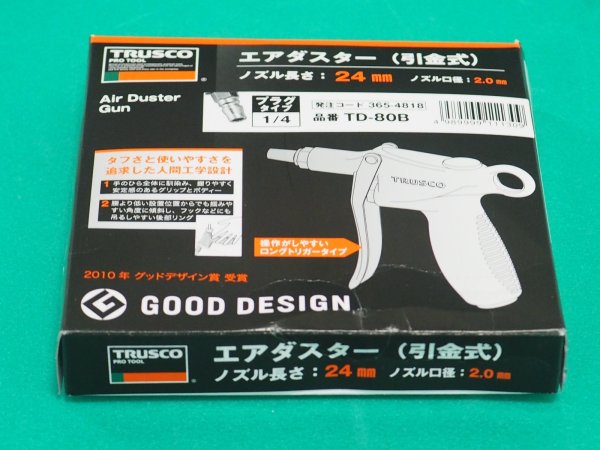 TRUSCO
PRO TOOL
エアダスター（引金式）
ノズル長さ：24mm ノズル口径：2.0mm
Air Duster
Gun
プラグ
タイプ
1/4
発注コード 365-4818
品番 TD-80B
4 989999 111309
タフさと使いやすさを
追求した人間工学設計
1 手のひら全体に馴染み、握りやすく
安定感のあるグリップとボディー
2 腰より低い設置位置からでも掴みや
すい角度に傾斜し、フックなどにも
吊るしやすい後部リング
TRUSCO
操作がしやすい
ロングトリガータイプ
2010年 グッドデザイン賞 受賞
GOOD DESIGN
TRUSCO
PRO TOOL
エアダスター（引金式）
ノズル長さ：24mm ノズル口径：2.0mm